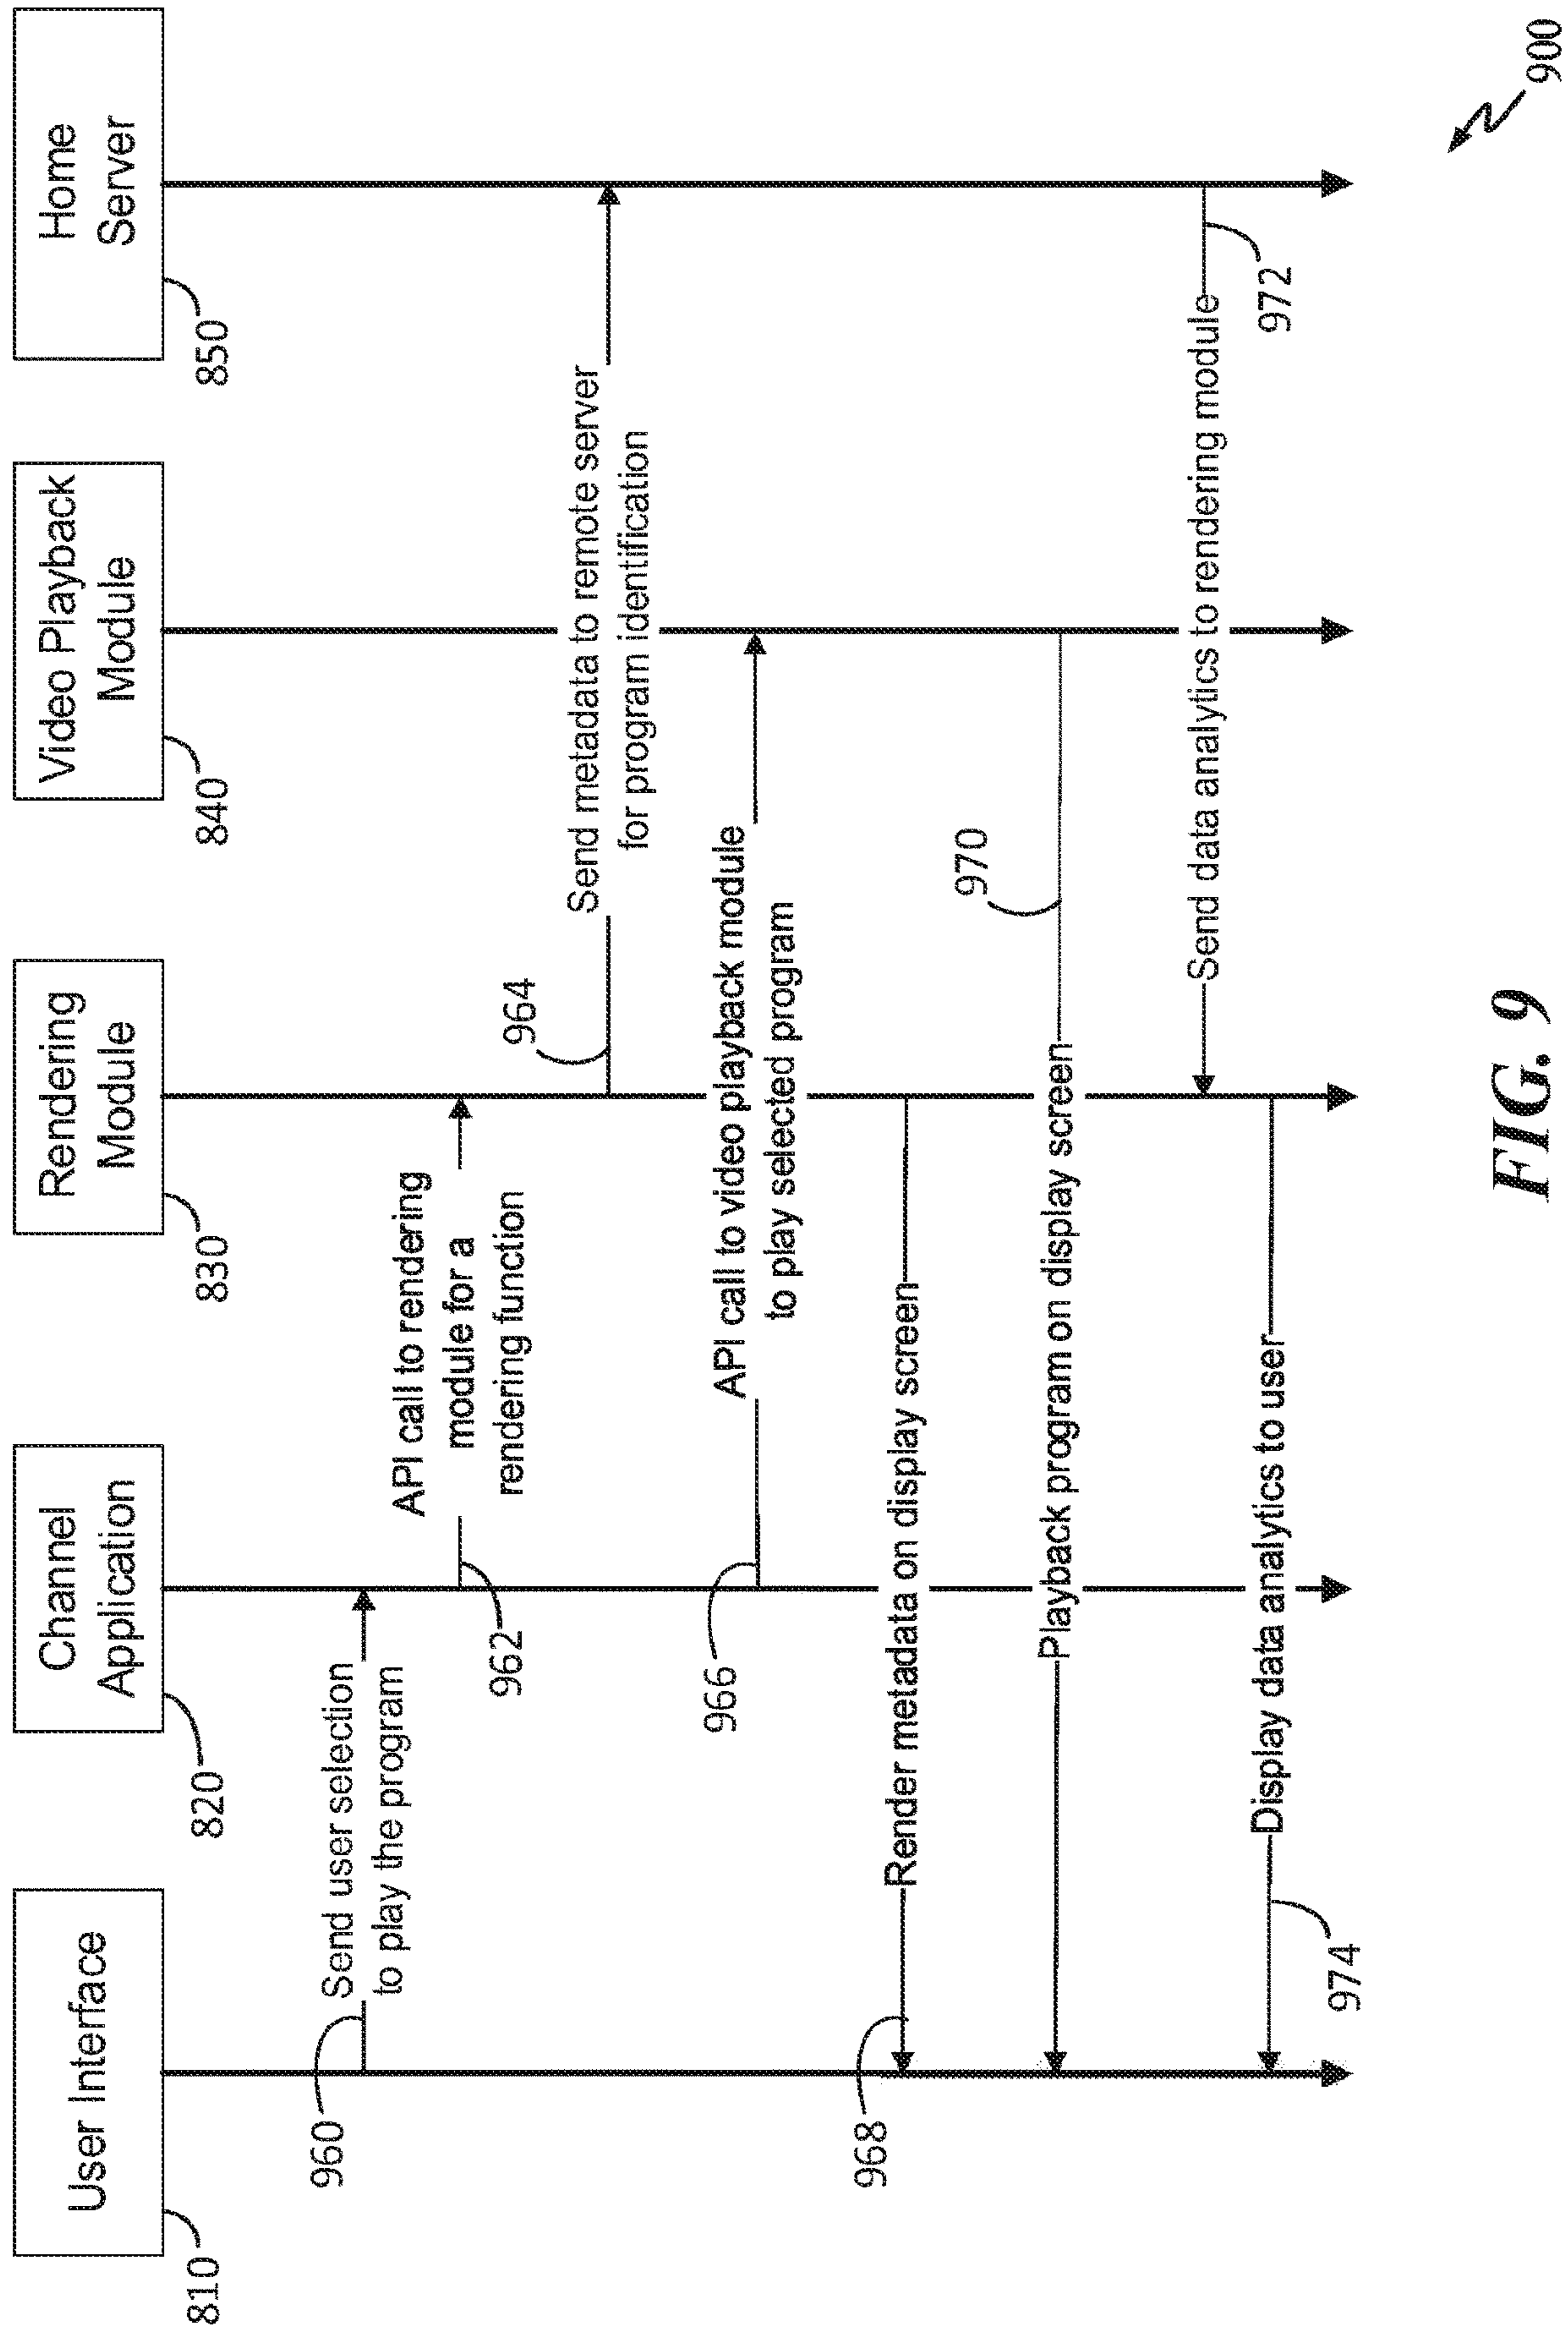 User Interface
810
Channel
Application
820
Rendering
Module
830
Video Playback
Module
840
Home
Server
850
960
Send user selection
to play the program
962
API call to rendering
module for a
rendering function
964
Send metadata to remote server
for program identification
966
API call to video playback module
to play selected program
968
Render metadata on display screen
970
Playback program on display screen
Send data analytics to rendering module
972
Display data analytics to user
974
900
FIG. 9